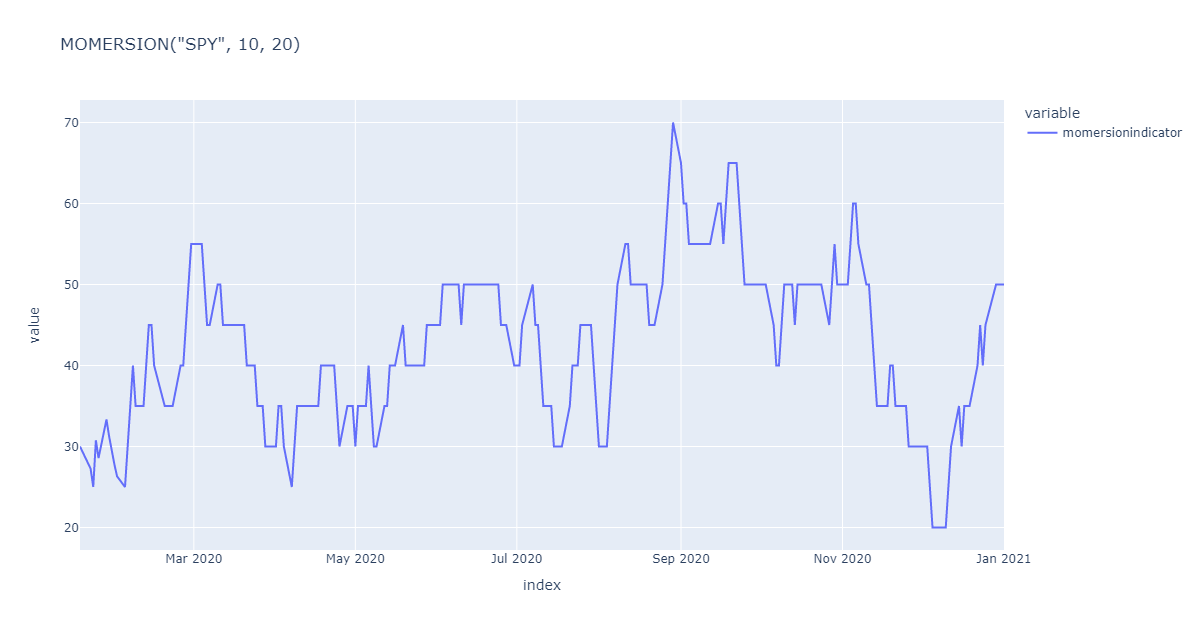 MOMERSION("SPY", 10, 20)
variable
momersionindicator
70
60
50
40
30
20
value
Mar 2020
May 2020
Jul 2020
Sep 2020
Nov 2020
Jan 2021
index